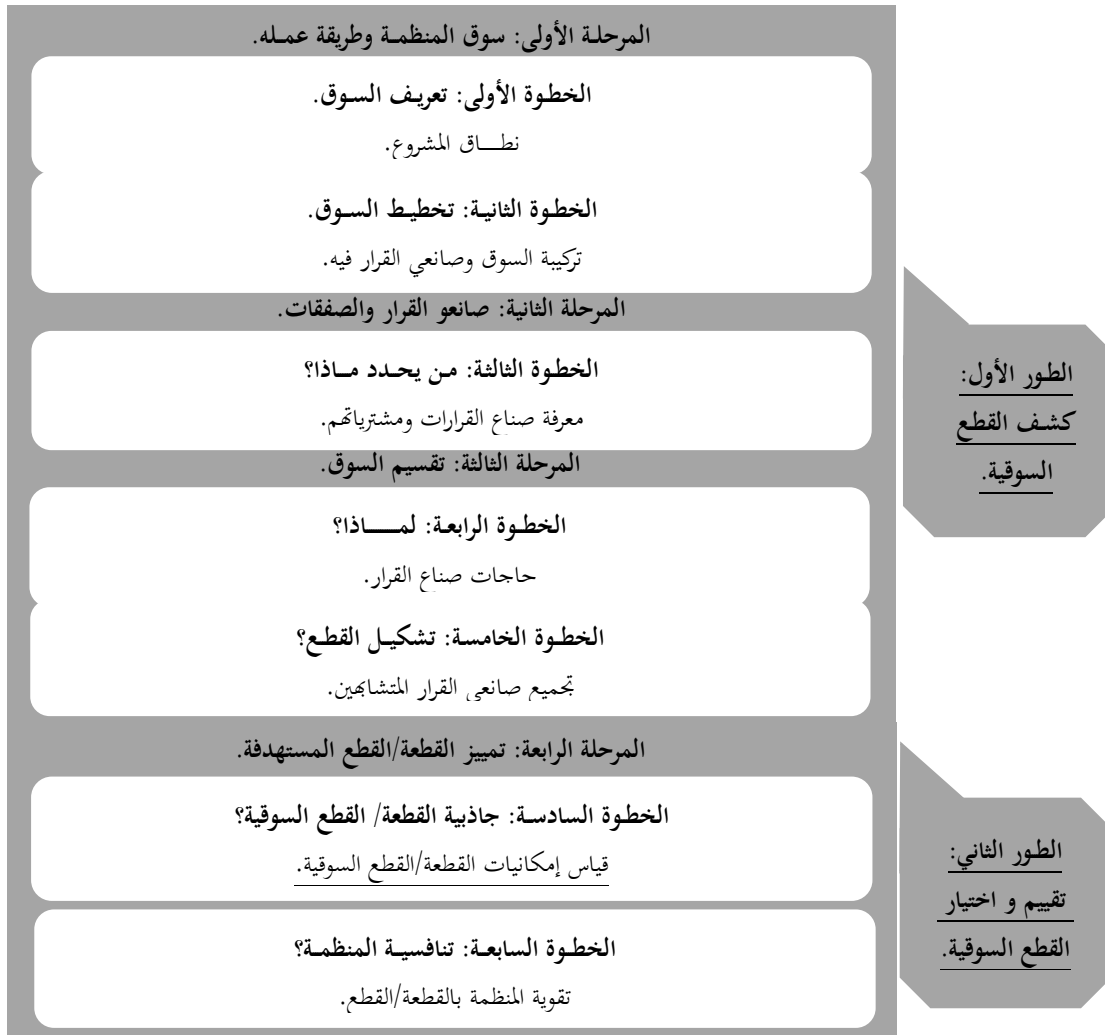 المرحلة الأولى: سوق المنظمة وطريقة عمله.
الخطوة الأولى: تعريف السوق.
نطاق المشروع.
الخطوة الثانية: تخطيط السوق.
تركيبة السوق وصانعي القرار فيه.
المرحلة الثانية: صانعو القرار والصفقات.
الخطوة الثالثة: من يحدد ماذا؟
معرفة صناع القرارات ومشترياتهم.
المرحلة الثالثة: تقسيم السوق.
الخطوة الرابعة: لماذا؟
حاجات صناع القرار.
الخطوة الخامسة: تشكيل القطع؟
تجميع صانعي القرار المتشابهين.
الطور الأول:
كشف القطع
السوقية.
المرحلة الرابعة: تمييز القطعة/القطع المستهدفة.
الخطوة السادسة: جاذبية القطعة/ القطع السوقية؟
قياس إمكانيات القطعة/القطع السوقية.
الخطوة السابعة: تنافسية المنظمة؟
تقوية المنظمة بالقطعة/القطع.
الطور الثاني:
تقييم و اختيار
القطع السوقية.